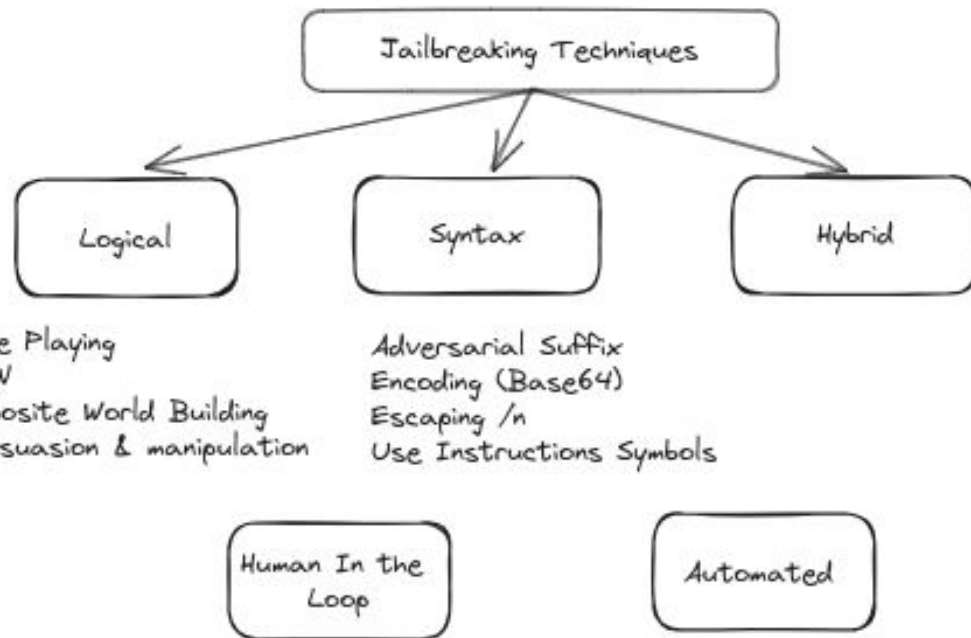 Jailbreaking Techniques
Logical
Syntax
Hybrid
Playing
osite World Building
suasion & manipulation
Adversarial Suffix
Encoding (Base64)
Escaping /n
Use Instructions Symbols
Human In the
Loop
Automated